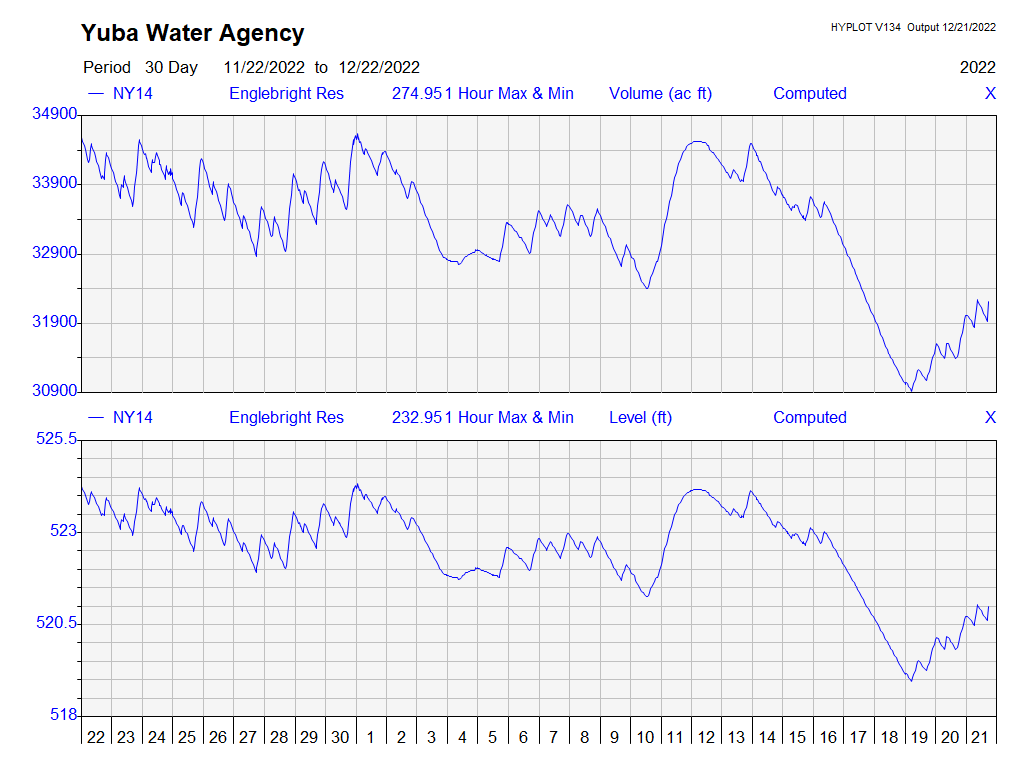 Yuba Water Agency
HYPLOT V134 Output 12/21/2022
Period 30 Day 11/22/2022 to 12/22/2022 2022
— NY14 Englebright Res 274.951 Hour Max & Min Volume (ac ft) Computed X
34900
33900
32900
31900
30900
— NY14 Englebright Res 232.951 Hour Max & Min Level (ft) Computed X
525.5
523
520.5
518
22 23 24 25 26 27 28 29 30 1 2 3 4 5 6 7 8 9 10 11 12 13 14 15 16 17 18 19 20 21